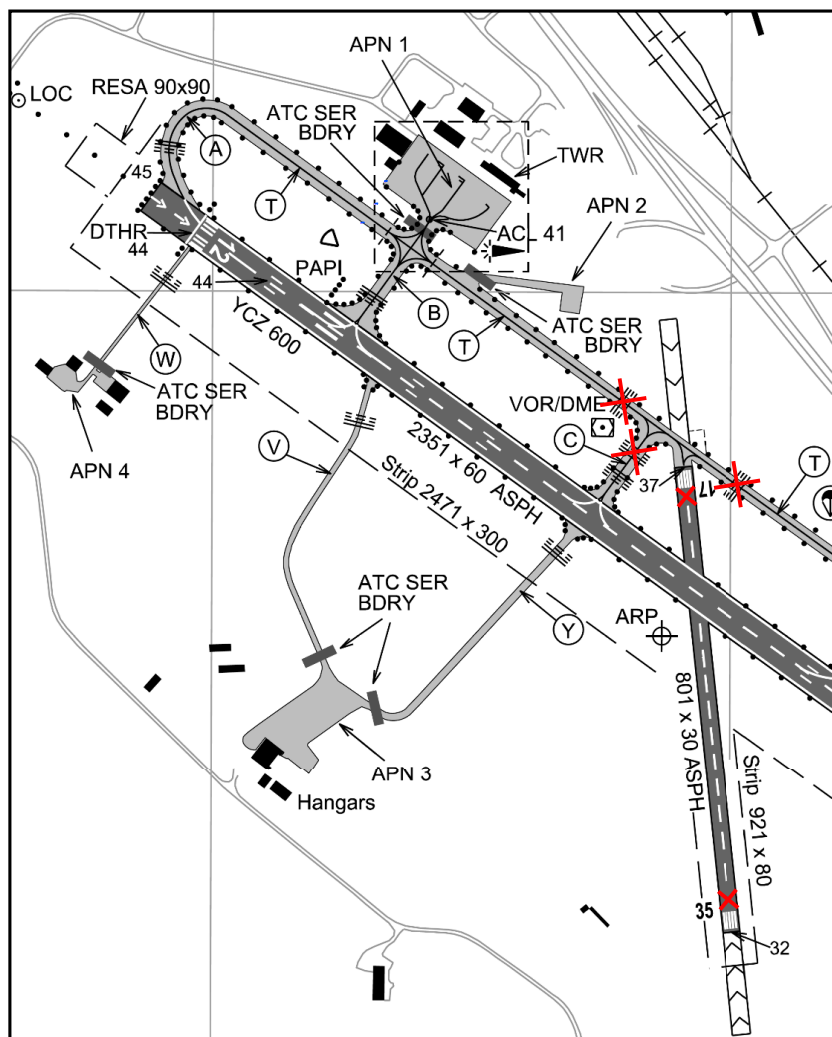 APN 1
RESA 90x90
LOC
ATC SER
BDRY
A
TWR
45
T
APN 2
AC
41
DTHR
44
12
PAPI
44
B
YCZ 600
T
ATC SER
BDRY
W
ATC SER
BDRY
VOR/DME
V
C
2351 x 60 ASPH
T
APN 4
37
17
Strip 2471 x 300
ATC SER
BDRY
Y
ARP
801 x 30 ASPH
APN 3
Strip 921 x 80
Hangars
35
32